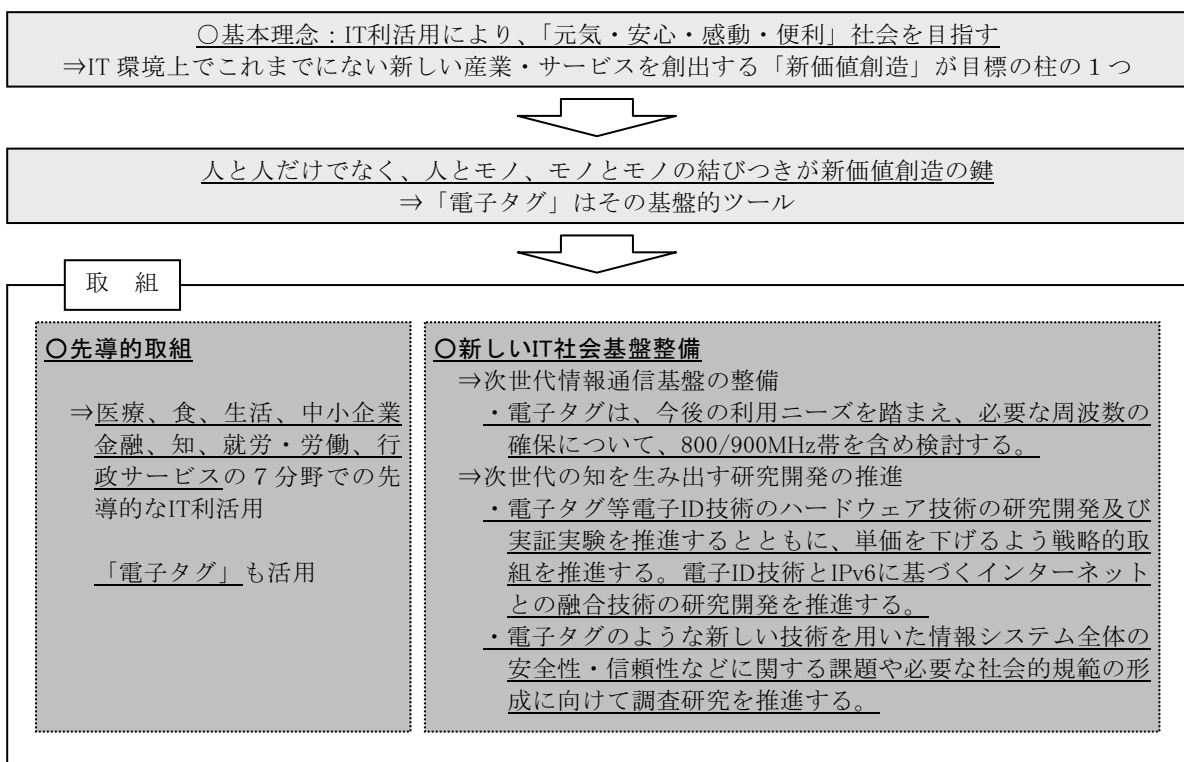 ○基本理念：IT利活用により、「元気・安心・感動・便利」社会を目指す
⇒IT 環境上でこれまでにない新しい産業・サービスを創出する「新価値創造」が目標の柱の１つ
人と人だけでなく、人とモノ、モノとモノの結びつきが新価値創造の鍵
⇒「電子タグ」はその基盤的ツール
取　組
○先導的取組
⇒医療、食、生活、中小企業
金融、知、就労・労働、行
政サービスの７分野での先
導的なIT利活用
「電子タグ」も活用
○新しいIT社会基盤整備
⇒次世代情報通信基盤の整備
・電子タグは、今後の利用ニーズを踏まえ、必要な周波数の
確保について、800/900MHz帯を含め検討する。
⇒次世代の知を生み出す研究開発の推進
・電子タグ等電子ID技術のハードウェア技術の研究開発及び
実証実験を推進するとともに、単価を下げるよう戦略的取
組を推進する。電子ID技術とIPv6に基づくインターネット
との融合技術の研究開発を推進する。
・電子タグのような新しい技術を用いた情報システム全体の
安全性・信頼性などに関する課題や必要な社会的規範の形
成に向けて調査研究を推進する。